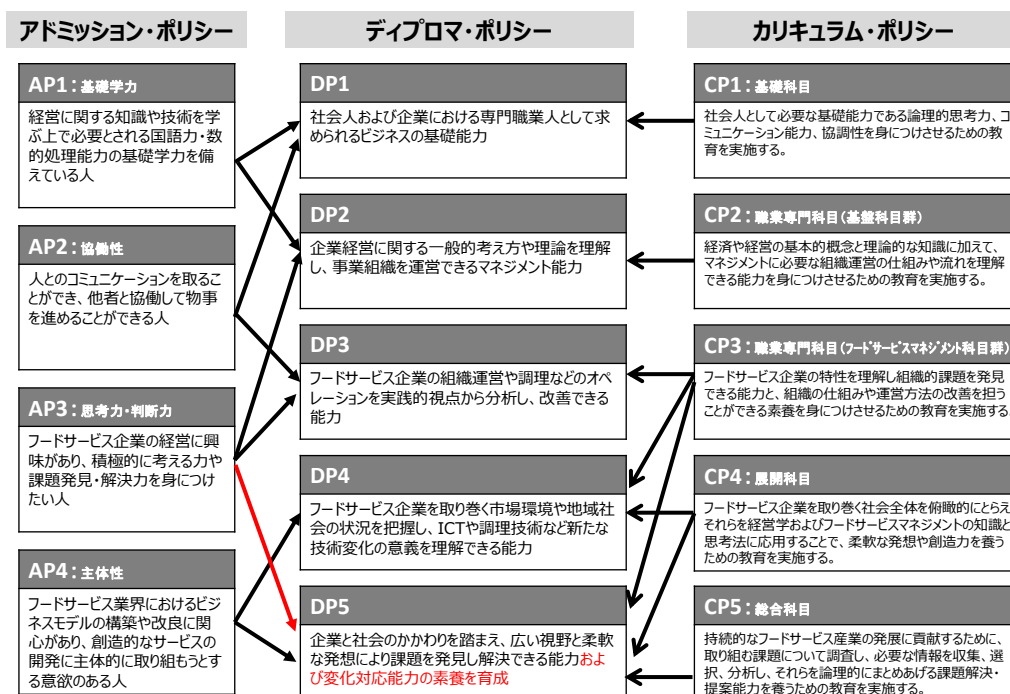 アドミッション・ポリシー
AP1：基礎学力
経営に関する知識や技術を学
ぶ上で必要とされる国語力・数
的処理能力の基礎学力を備
えている人
AP2：協働性
人とのコミュニケーションを取るこ
とができ、他者と協働して物事
を進めることができる人
AP3：思考力・判断力
フードサービス企業の経営に興
味があり、積極的に考える力や
課題発見・解決力を身につけ
たい人
AP4：主体性
フードサービス業界におけるビジ
ネスモデルの構築や改良に関
心があり、創造的なサービスの
開発に主体的に取り組もうとす
る意欲のある人
ディプロマ・ポリシー
DP1
社会人および企業における専門職業人として求
められるビジネスの基礎能力
DP2
企業経営に関する一般的考え方や理論を理解
し、事業組織を運営できるマネジメント能力
DP3
フードサービス企業の組織運営や調理などのオペ
レーションを実践的視点から分析し、改善できる
能力
DP4
フードサービス企業を取り巻く市場環境や地域社
会の状況を把握し、ICTや調理技術など新たな
技術変化の意義を理解できる能力
DP5
企業と社会のかかわりを踏まえ、広い視野と柔軟
な発想により課題を発見し解決できる能力およ
び変化対応能力の素養を育成
カリキュラム・ポリシー
CP1：基礎科目
社会人として必要な基礎能力である論理的思考力、コ
ミュニケーション能力、協調性を身につけさせるための教
育を実施する。
CP2：職業専門科目（基盤科目群）
経済や経営の基本的概念と理論的な知識に加えて、
マネジメントに必要な組織運営の仕組みや流れを理解
できる能力を身につけさせるための教育を実施する。
CP3：職業専門科目（ﾌｰﾄﾞｻｰﾋﾞｽﾏﾈｼﾞﾒﾝﾄ科目群）
フードサービス企業の特性を理解し組織的課題を発見
できる能力と、組織の仕組みや運営方法の改善を担う
ことができる素養を身につけさせるための教育を実施する。
CP4：展開科目
フードサービス企業を取り巻く社会全体を俯瞰的にとらえ
それらを経営学およびフードサービスマネジメントの知識と
思考法に応用することで、柔軟な発想や創造力を養う
ための教育を実施する。
CP5：総合科目
持続的なフードサービス産業の発展に貢献するために、
取り組む課題について調査し、必要な情報を収集、選
択、分析し、それらを論理的にまとめあげる課題解決・
提案能力を養うための教育を実施する。